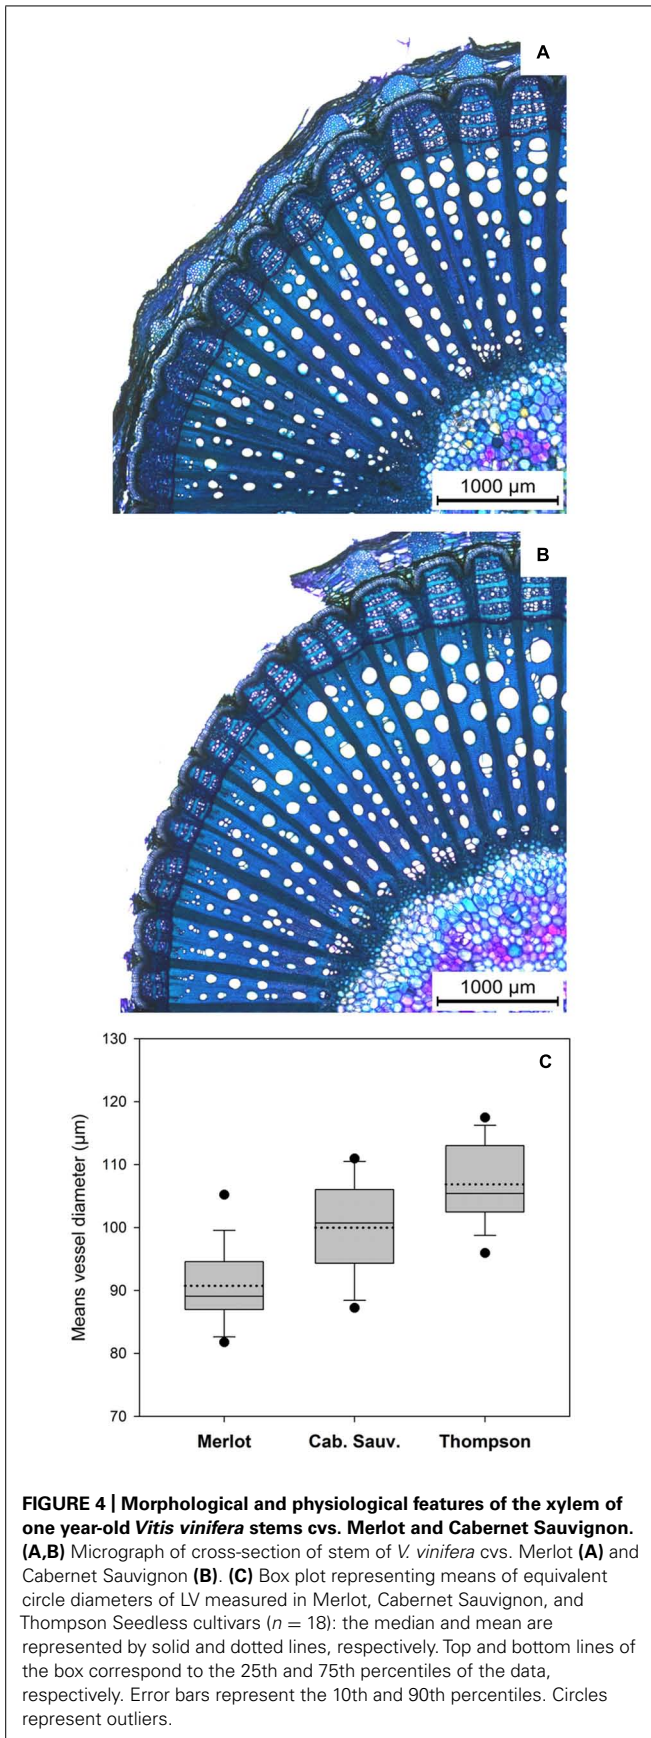 A
1000 µm
B
1000 µm
C
Means vessel diameter (µm)
130
120
110
100
90
80
70
Merlot Cab. Sauv. Thompson
FIGURE 4 | Morphological and physiological features of the xylem of
one year-old Vitis vinifera stems cvs. Merlot and Cabernet Sauvignon.
(A,B) Micrograph of cross-section of stem of V. vinifera cvs. Merlot (A) and
Cabernet Sauvignon (B). (C) Box plot representing means of equivalent
circle diameters of LV measured in Merlot, Cabernet Sauvignon, and
Thompson Seedless cultivars (n = 18): the median and mean are
represented by solid and dotted lines, respectively. Top and bottom lines of
the box correspond to the 25th and 75th percentiles of the data,
respectively. Error bars represent the 10th and 90th percentiles. Circles
represent outliers.